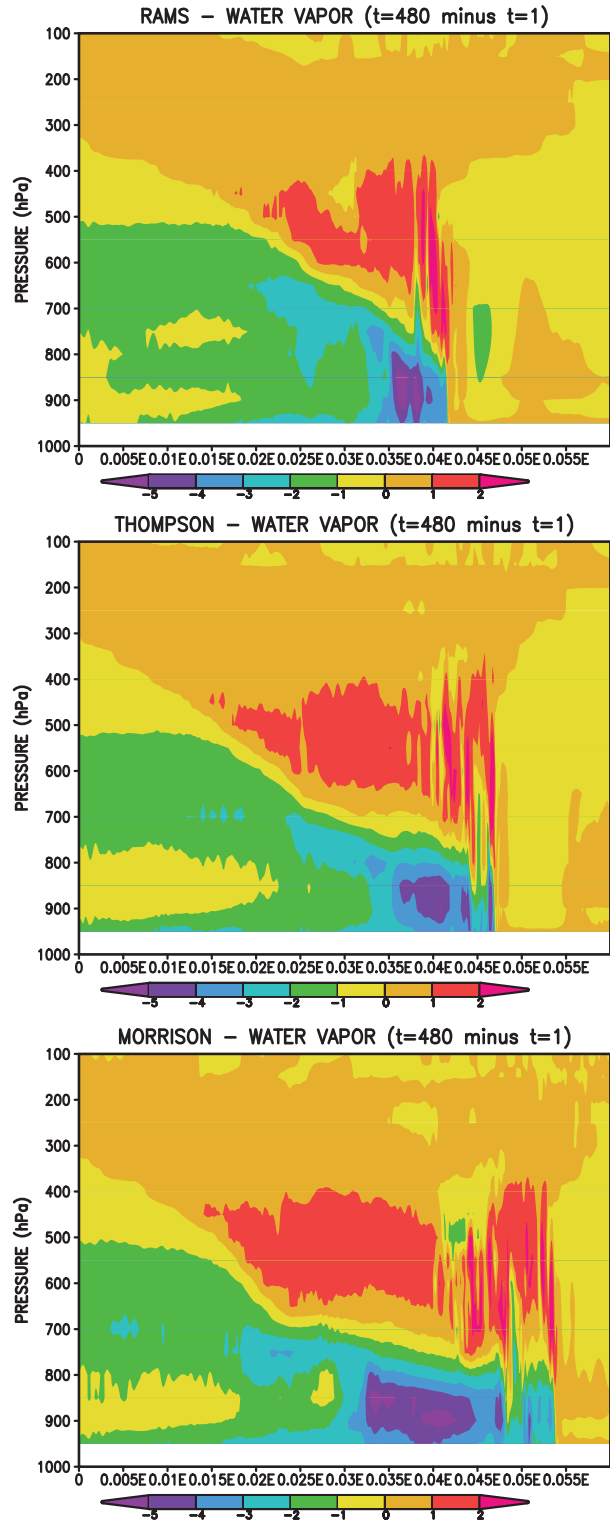 RAMS – WATER VAPOR (t=480 minus t=1)
PRESSURE (hPa)
100
200
300
400
500
600
700
800
900
1000
0 0.005E 0.01E 0.015E 0.02E 0.025E 0.03E 0.035E 0.04E 0.045E 0.05E 0.055E
-5 -4 -3 -2 -1 0 1 2
THOMPSON – WATER VAPOR (t=480 minus t=1)
PRESSURE (hPa)
100
200
300
400
500
600
700
800
900
1000
0 0.005E 0.01E 0.015E 0.02E 0.025E 0.03E 0.035E 0.04E 0.045E 0.05E 0.055E
-5 -4 -3 -2 -1 0 1 2
MORRISON – WATER VAPOR (t=480 minus t=1)
PRESSURE (hPa)
100
200
300
400
500
600
700
800
900
1000
0 0.005E 0.01E 0.015E 0.02E 0.025E 0.03E 0.035E 0.04E 0.045E 0.05E 0.055E
-5 -4 -3 -2 -1 0 1 2